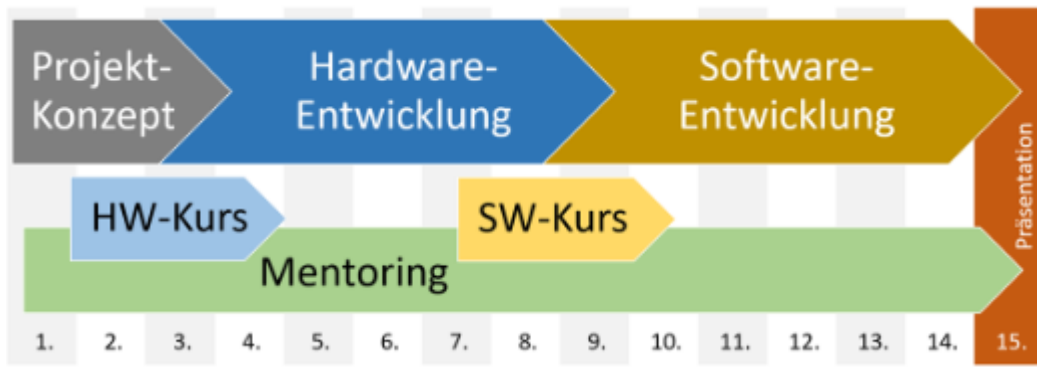 Projekt-
Konzept
Hardware-
Entwicklung
Software-
Entwicklung
HW-Kurs
SW-Kurs
Mentoring
Präsentation
1. 2. 3. 4. 5. 6. 7. 8. 9. 10. 11. 12. 13. 14. 15.